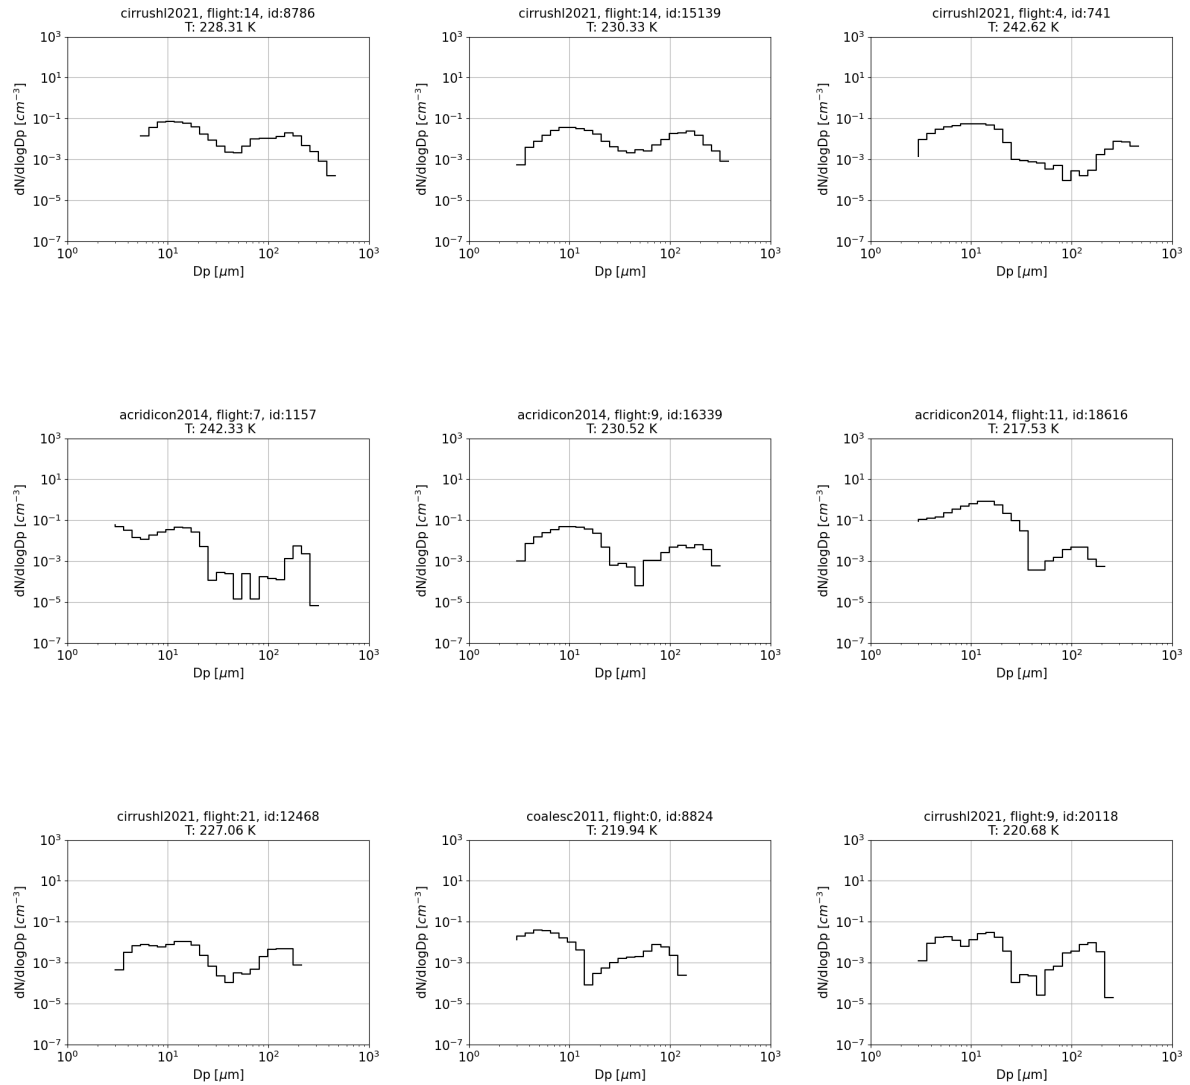 cirrushl2021, flight:14, id:8786
T: 228.31 K
dN/dlogDp [cm⁻³]
10³
10¹
10⁻¹
10⁻³
10⁻⁵
10⁻⁷
10⁰ 10¹ 10² 10³
Dp [μm]
cirrushl2021, flight:14, id:15139
T: 230.33 K
dN/dlogDp [cm⁻³]
10³
10¹
10⁻¹
10⁻³
10⁻⁵
10⁻⁷
10⁰ 10¹ 10² 10³
Dp [μm]
cirrushl2021, flight:4, id:741
T: 242.62 K
dN/dlogDp [cm⁻³]
10³
10¹
10⁻¹
10⁻³
10⁻⁵
10⁻⁷
10⁰ 10¹ 10² 10³
Dp [μm]
acridicon2014, flight:7, id:1157
T: 242.33 K
dN/dlogDp [cm⁻³]
10³
10¹
10⁻¹
10⁻³
10⁻⁵
10⁻⁷
10⁰ 10¹ 10² 10³
Dp [μm]
acridicon2014, flight:9, id:16339
T: 230.52 K
dN/dlogDp [cm⁻³]
10³
10¹
10⁻¹
10⁻³
10⁻⁵
10⁻⁷
10⁰ 10¹ 10² 10³
Dp [μm]
acridicon2014, flight:11, id:18616
T: 217.53 K
dN/dlogDp [cm⁻³]
10³
10¹
10⁻¹
10⁻³
10⁻⁵
10⁻⁷
10⁰ 10¹ 10² 10³
Dp [μm]
cirrushl2021, flight:21, id:12468
T: 227.06 K
dN/dlogDp [cm⁻³]
10³
10¹
10⁻¹
10⁻³
10⁻⁵
10⁻⁷
10⁰ 10¹ 10² 10³
Dp [μm]
coalesc2011, flight:0, id:8824
T: 219.94 K
dN/dlogDp [cm⁻³]
10³
10¹
10⁻¹
10⁻³
10⁻⁵
10⁻⁷
10⁰ 10¹ 10² 10³
Dp [μm]
cirrushl2021, flight:9, id:20118
T: 220.68 K
dN/dlogDp [cm⁻³]
10³
10¹
10⁻¹
10⁻³
10⁻⁵
10⁻⁷
10⁰ 10¹ 10² 10³
Dp [μm]